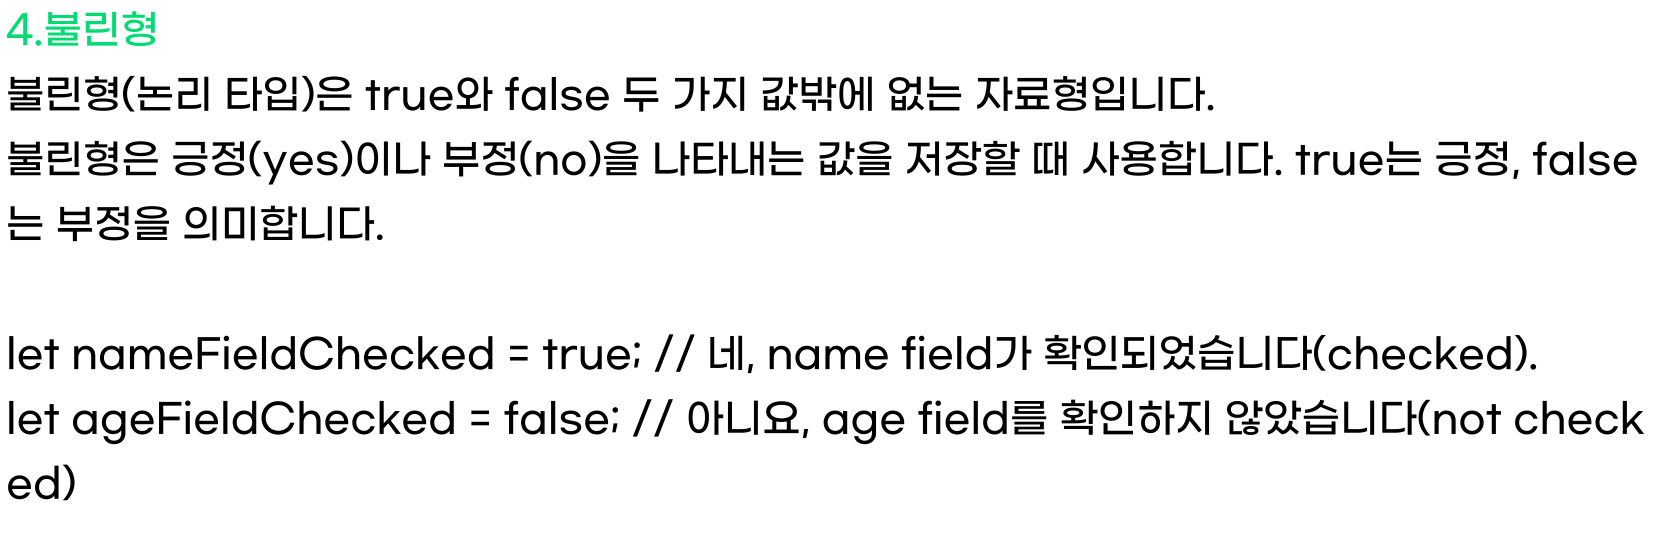 4.불린형
불린형(논리 타입)은 true와 false 두 가지 값밖에 없는 자료형입니다.
불린형은 긍정(yes)이나 부정(no)을 나타내는 값을 저장할 때 사용합니다. true는 긍정, false
는 부정을 의미합니다.
let nameFieldChecked = true; // 네, name field가 확인되었습니다(checked).
let ageFieldChecked = false; // 아니요, age field를 확인하지 않았습니다(not check
ed)